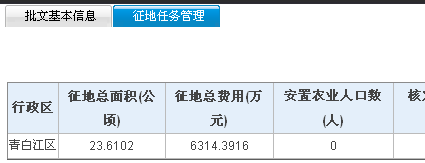 批文基本信息 征地任务管理
行政区 征地总面积(公顷) 征地总费用(万元) 安置农业人口数(人)
青白江区 23.6102 6314.3916 0